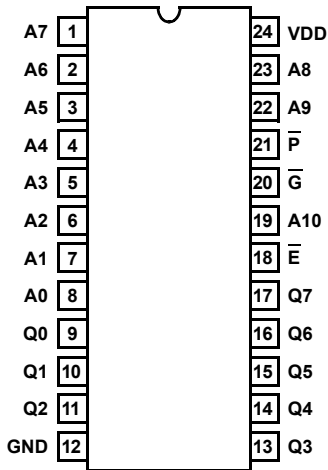 A7 1 24 VDD
A6 2 23 A8
A5 3 22 A9
A4 4 21 P̅
A3 5 20 G̅
A2 6 19 A10
A1 7 18 E̅
A0 8 17 Q7
Q0 9 16 Q6
Q1 10 15 Q5
Q2 11 14 Q4
GND 12 13 Q3